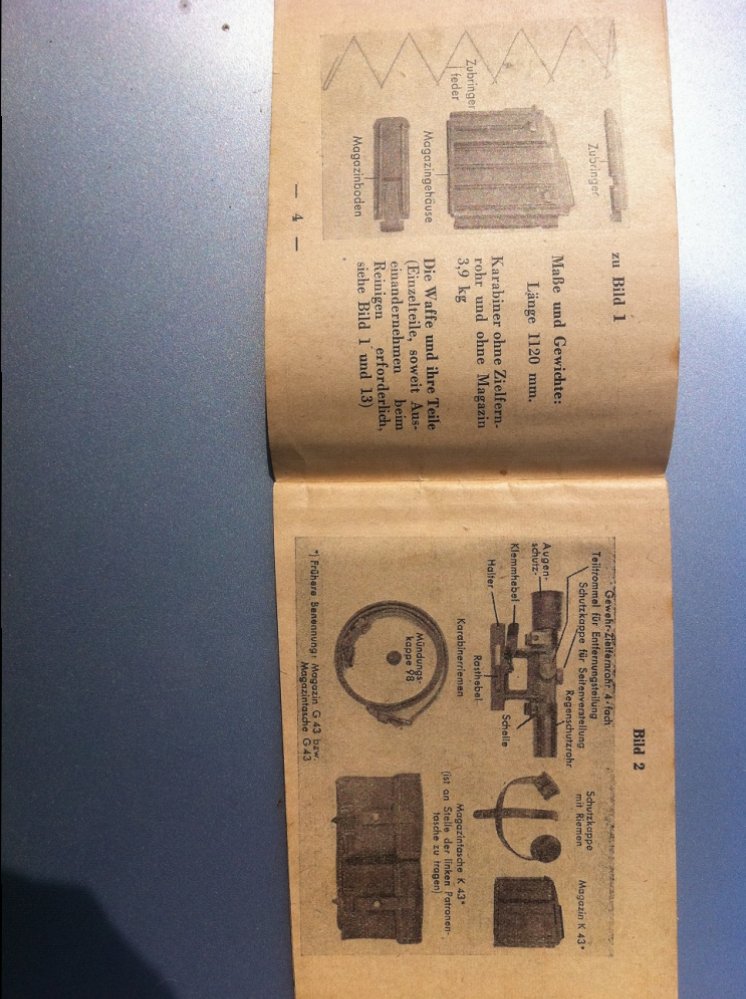 zu Bild 1
Zubringer
Zubringer
feder
Magazingehäuse
Magazinboden
Maße und Gewichte:
Länge 1120 mm.
Karabiner ohne Zielfern-
rohr und ohne Magazin
3,9 kg
Die Waffe und ihre Teile
(Einzelteile, soweit Aus-
einandernehmen beim
Reinigen erforderlich,
siehe Bild 1 und 13)
— 4 —
Bild 2
Gewehr-Zielfernrohr 4-fach
Teiltrommel für Entfernungsteilung
Schutzkappe für Seitenverstellung
Regenschutzrohr
Augen-
schutz-
Klemmhebel
Halter
Rasthebel
Schelle
Schutzkappe
mit Riemen
Magazin K 43*
Karabinerriemen
Mündungs-
kappe 98
Magazintasche K 43*
(ist an Stelle der linken Patronen-
tasche zu tragen)
*) Frühere Benennung: Magazin G 43 bzw.
Magazintasche G 43